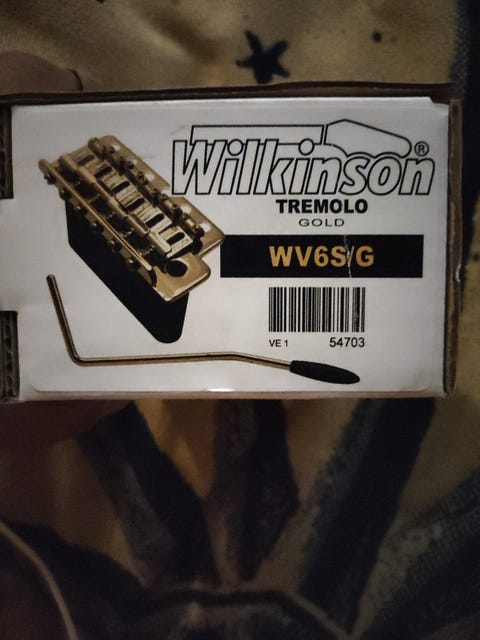 Wilkinson®
TREMOLO
GOLD
WV6S/G
VE 1 54703